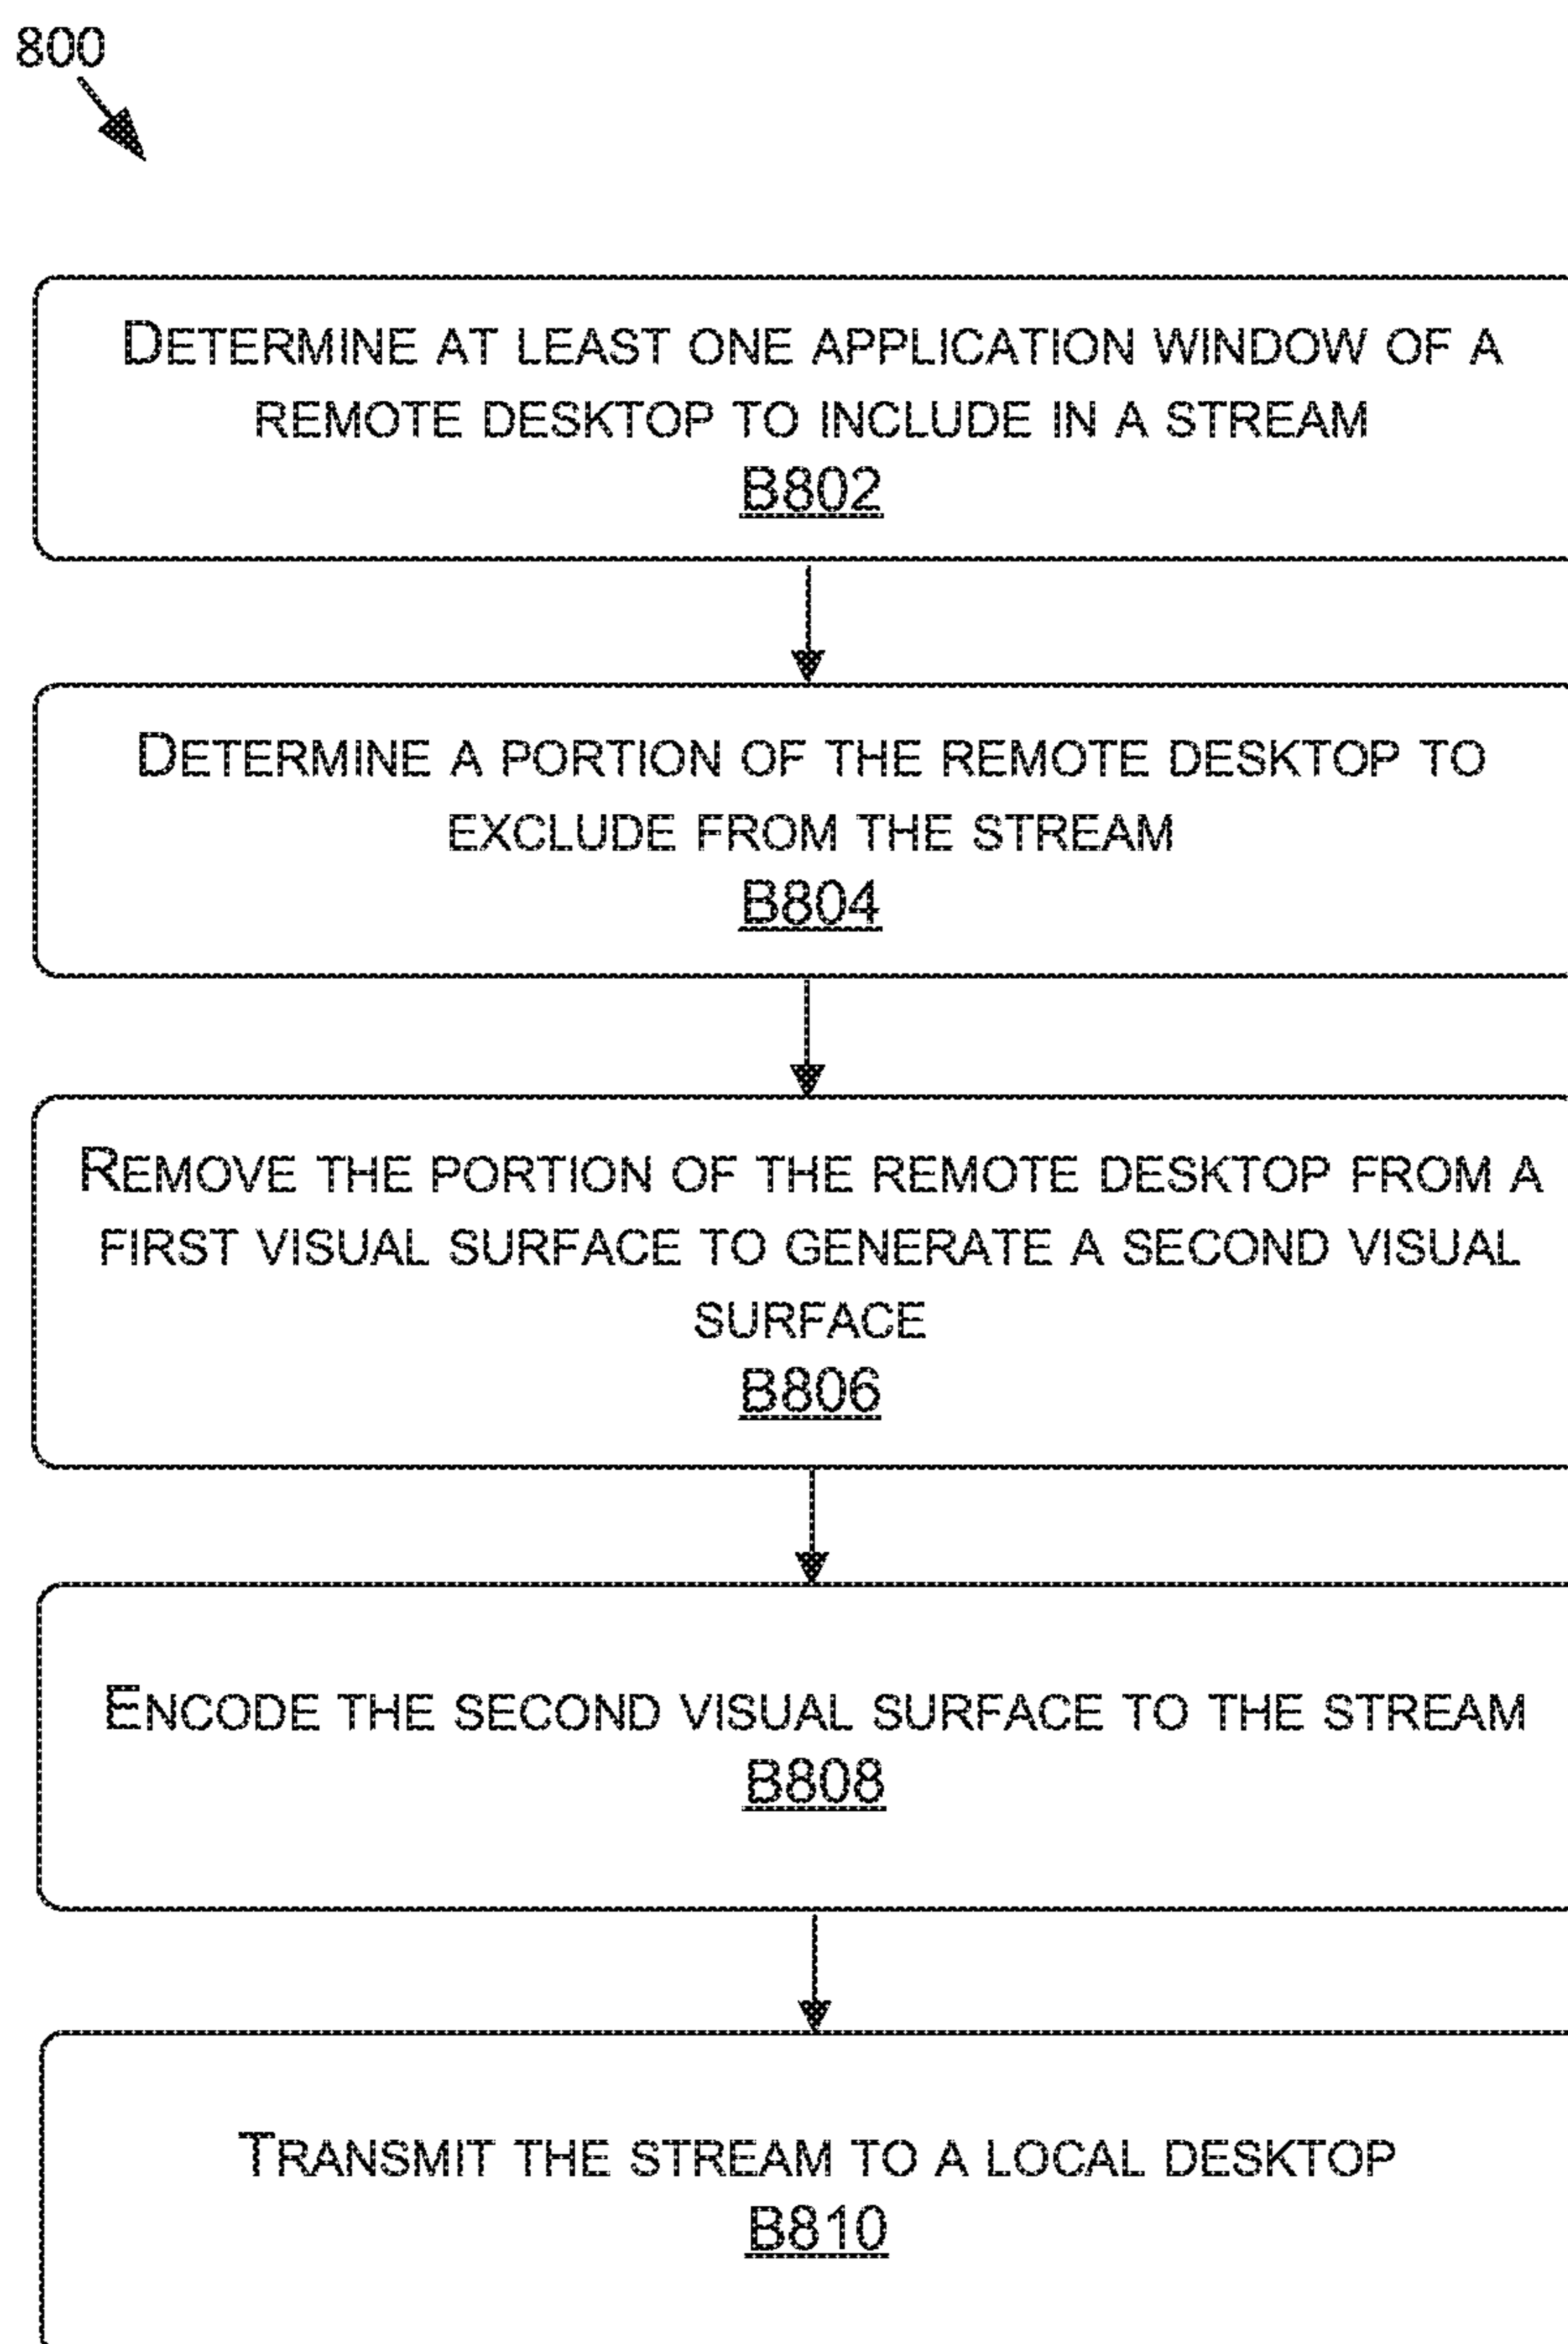 800
DETERMINE AT LEAST ONE APPLICATION WINDOW OF A
REMOTE DESKTOP TO INCLUDE IN A STREAM
B802
DETERMINE A PORTION OF THE REMOTE DESKTOP TO
EXCLUDE FROM THE STREAM
B804
REMOVE THE PORTION OF THE REMOTE DESKTOP FROM A
FIRST VISUAL SURFACE TO GENERATE A SECOND VISUAL
SURFACE
B806
ENCODE THE SECOND VISUAL SURFACE TO THE STREAM
B808
TRANSMIT THE STREAM TO A LOCAL DESKTOP
B810